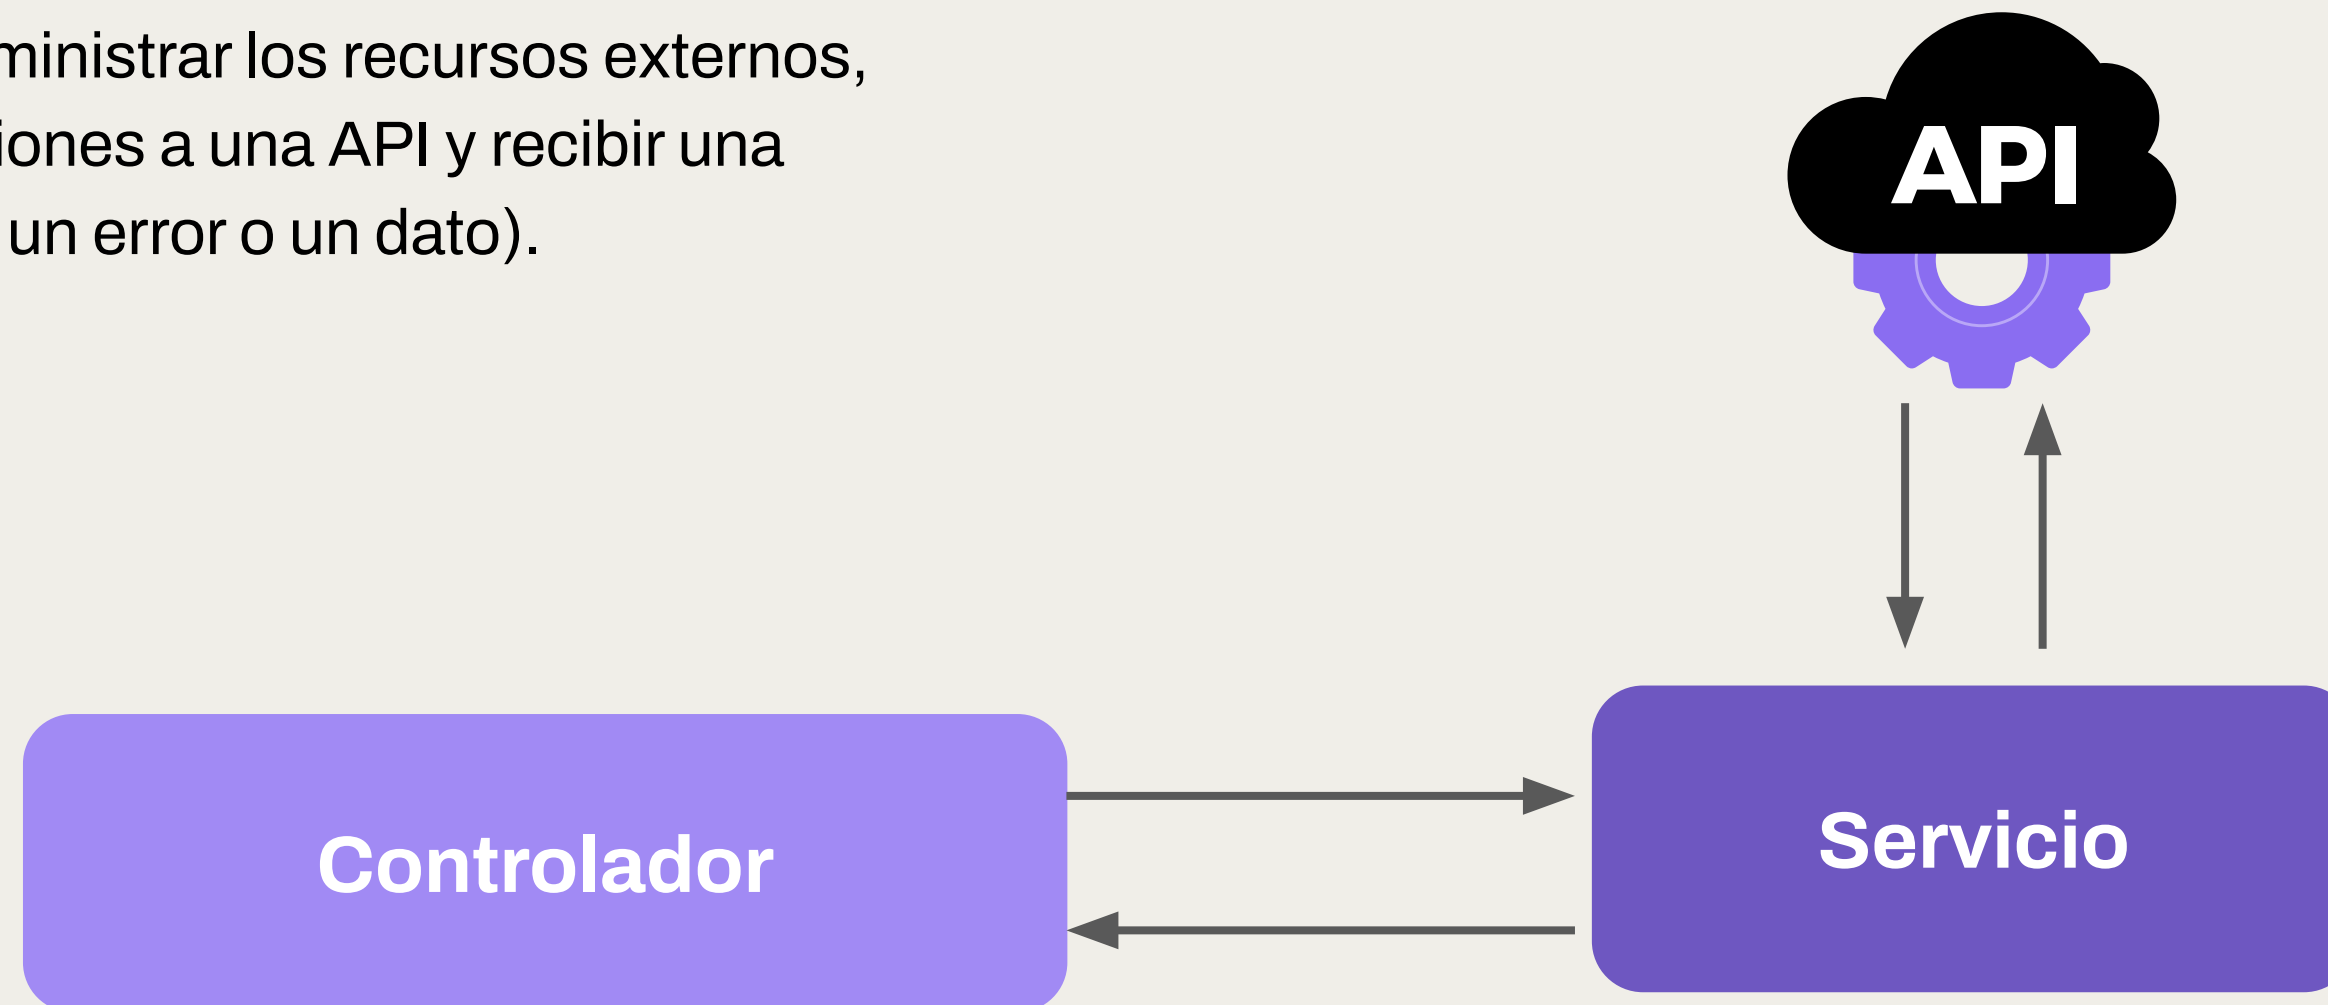 ministrar los recursos externos,
iones a una API y recibir una
un error o un dato).
API
Controlador
Servicio